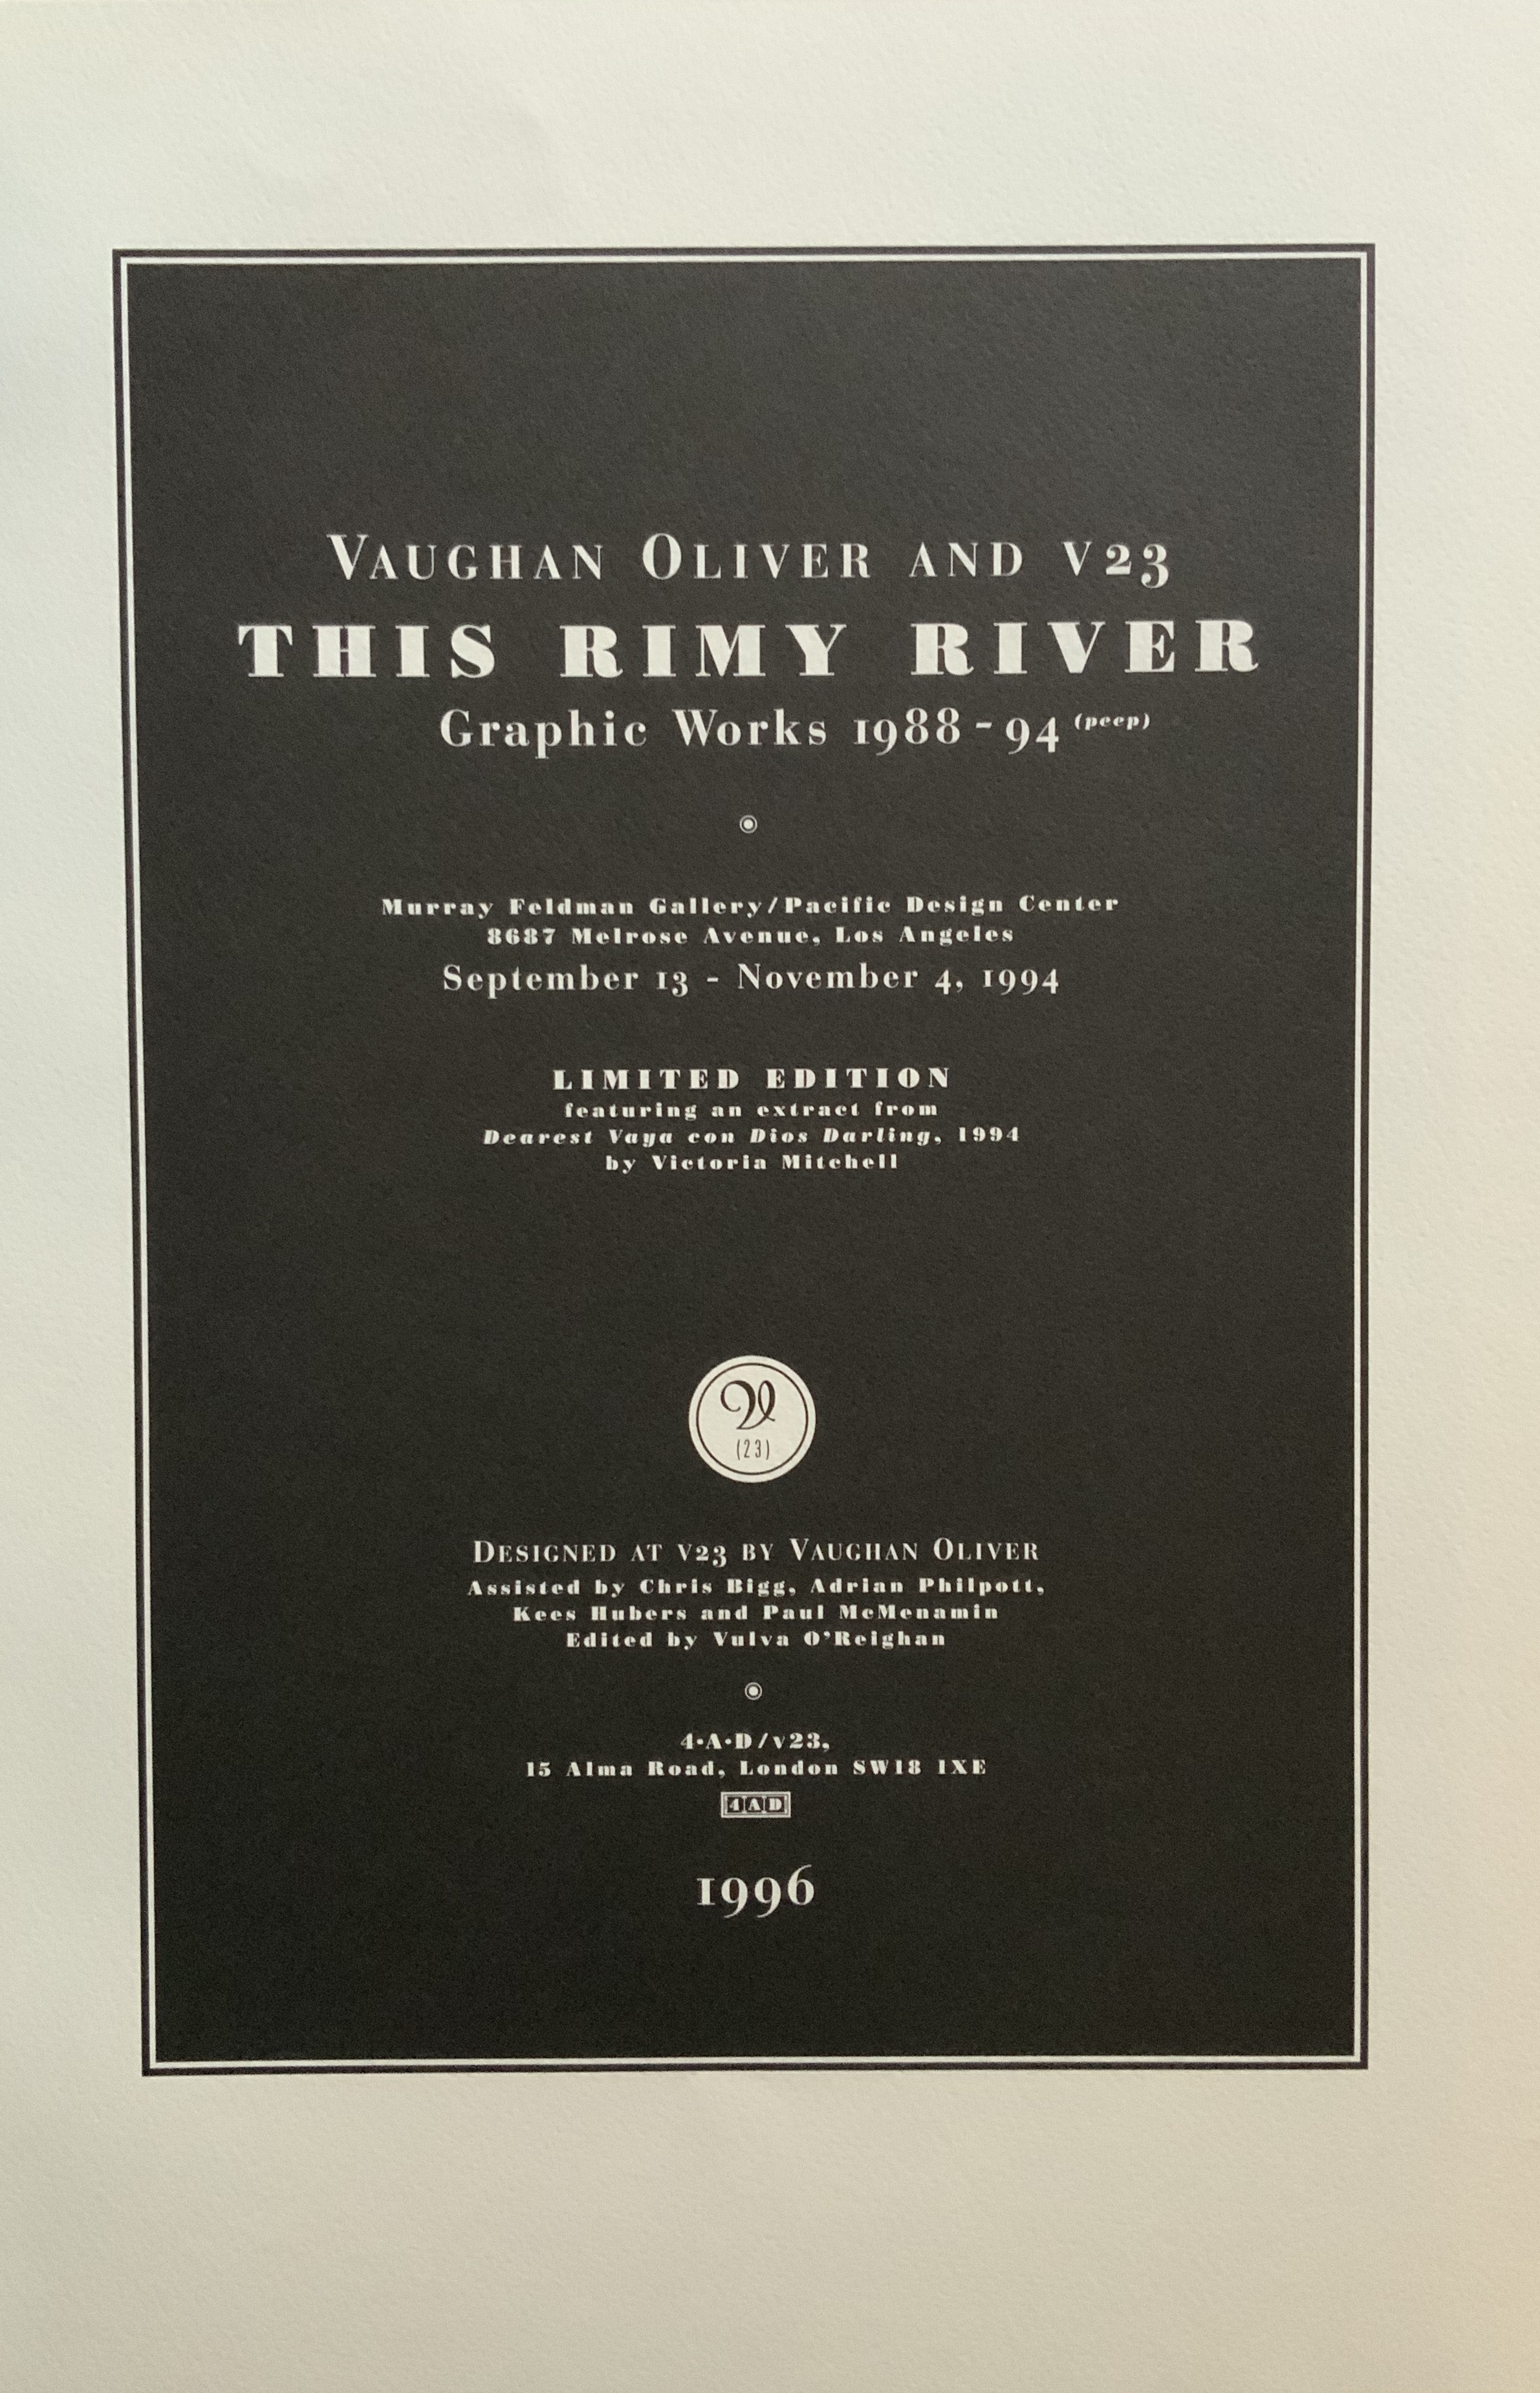 VAUGHAN OLIVER AND V23
THIS RIMY RIVER
Graphic Works 1988-94 (peep)
Murray Feldman Gallery/Pacific Design Center
8687 Melrose Avenue, Los Angeles
September 13 - November 4, 1994
LIMITED EDITION
featuring an extract from
Dearest Vaya con Dios Darling, 1994
by Victoria Mitchell
V
(23)
DESIGNED AT V23 BY VAUGHAN OLIVER
Assisted by Chris Bigg, Adrian Philpott,
Kees Hubers and Paul McMenamin
Edited by Vulva O'Reighan
4·A·D/v23,
15 Alma Road, London SW18 1XE
4AD
1996